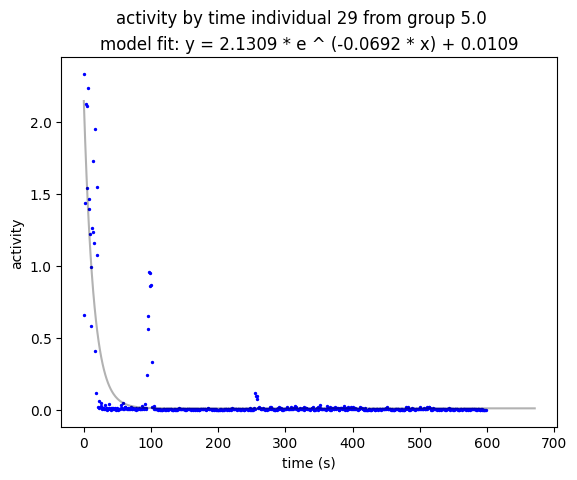 activity by time individual 29 from group 5.0
model fit: y = 2.1309 * e ^ (-0.0692 * x) + 0.0109
2.0
1.5
1.0
0.5
0.0
activity
0 100 200 300 400 500 600 700
time (s)